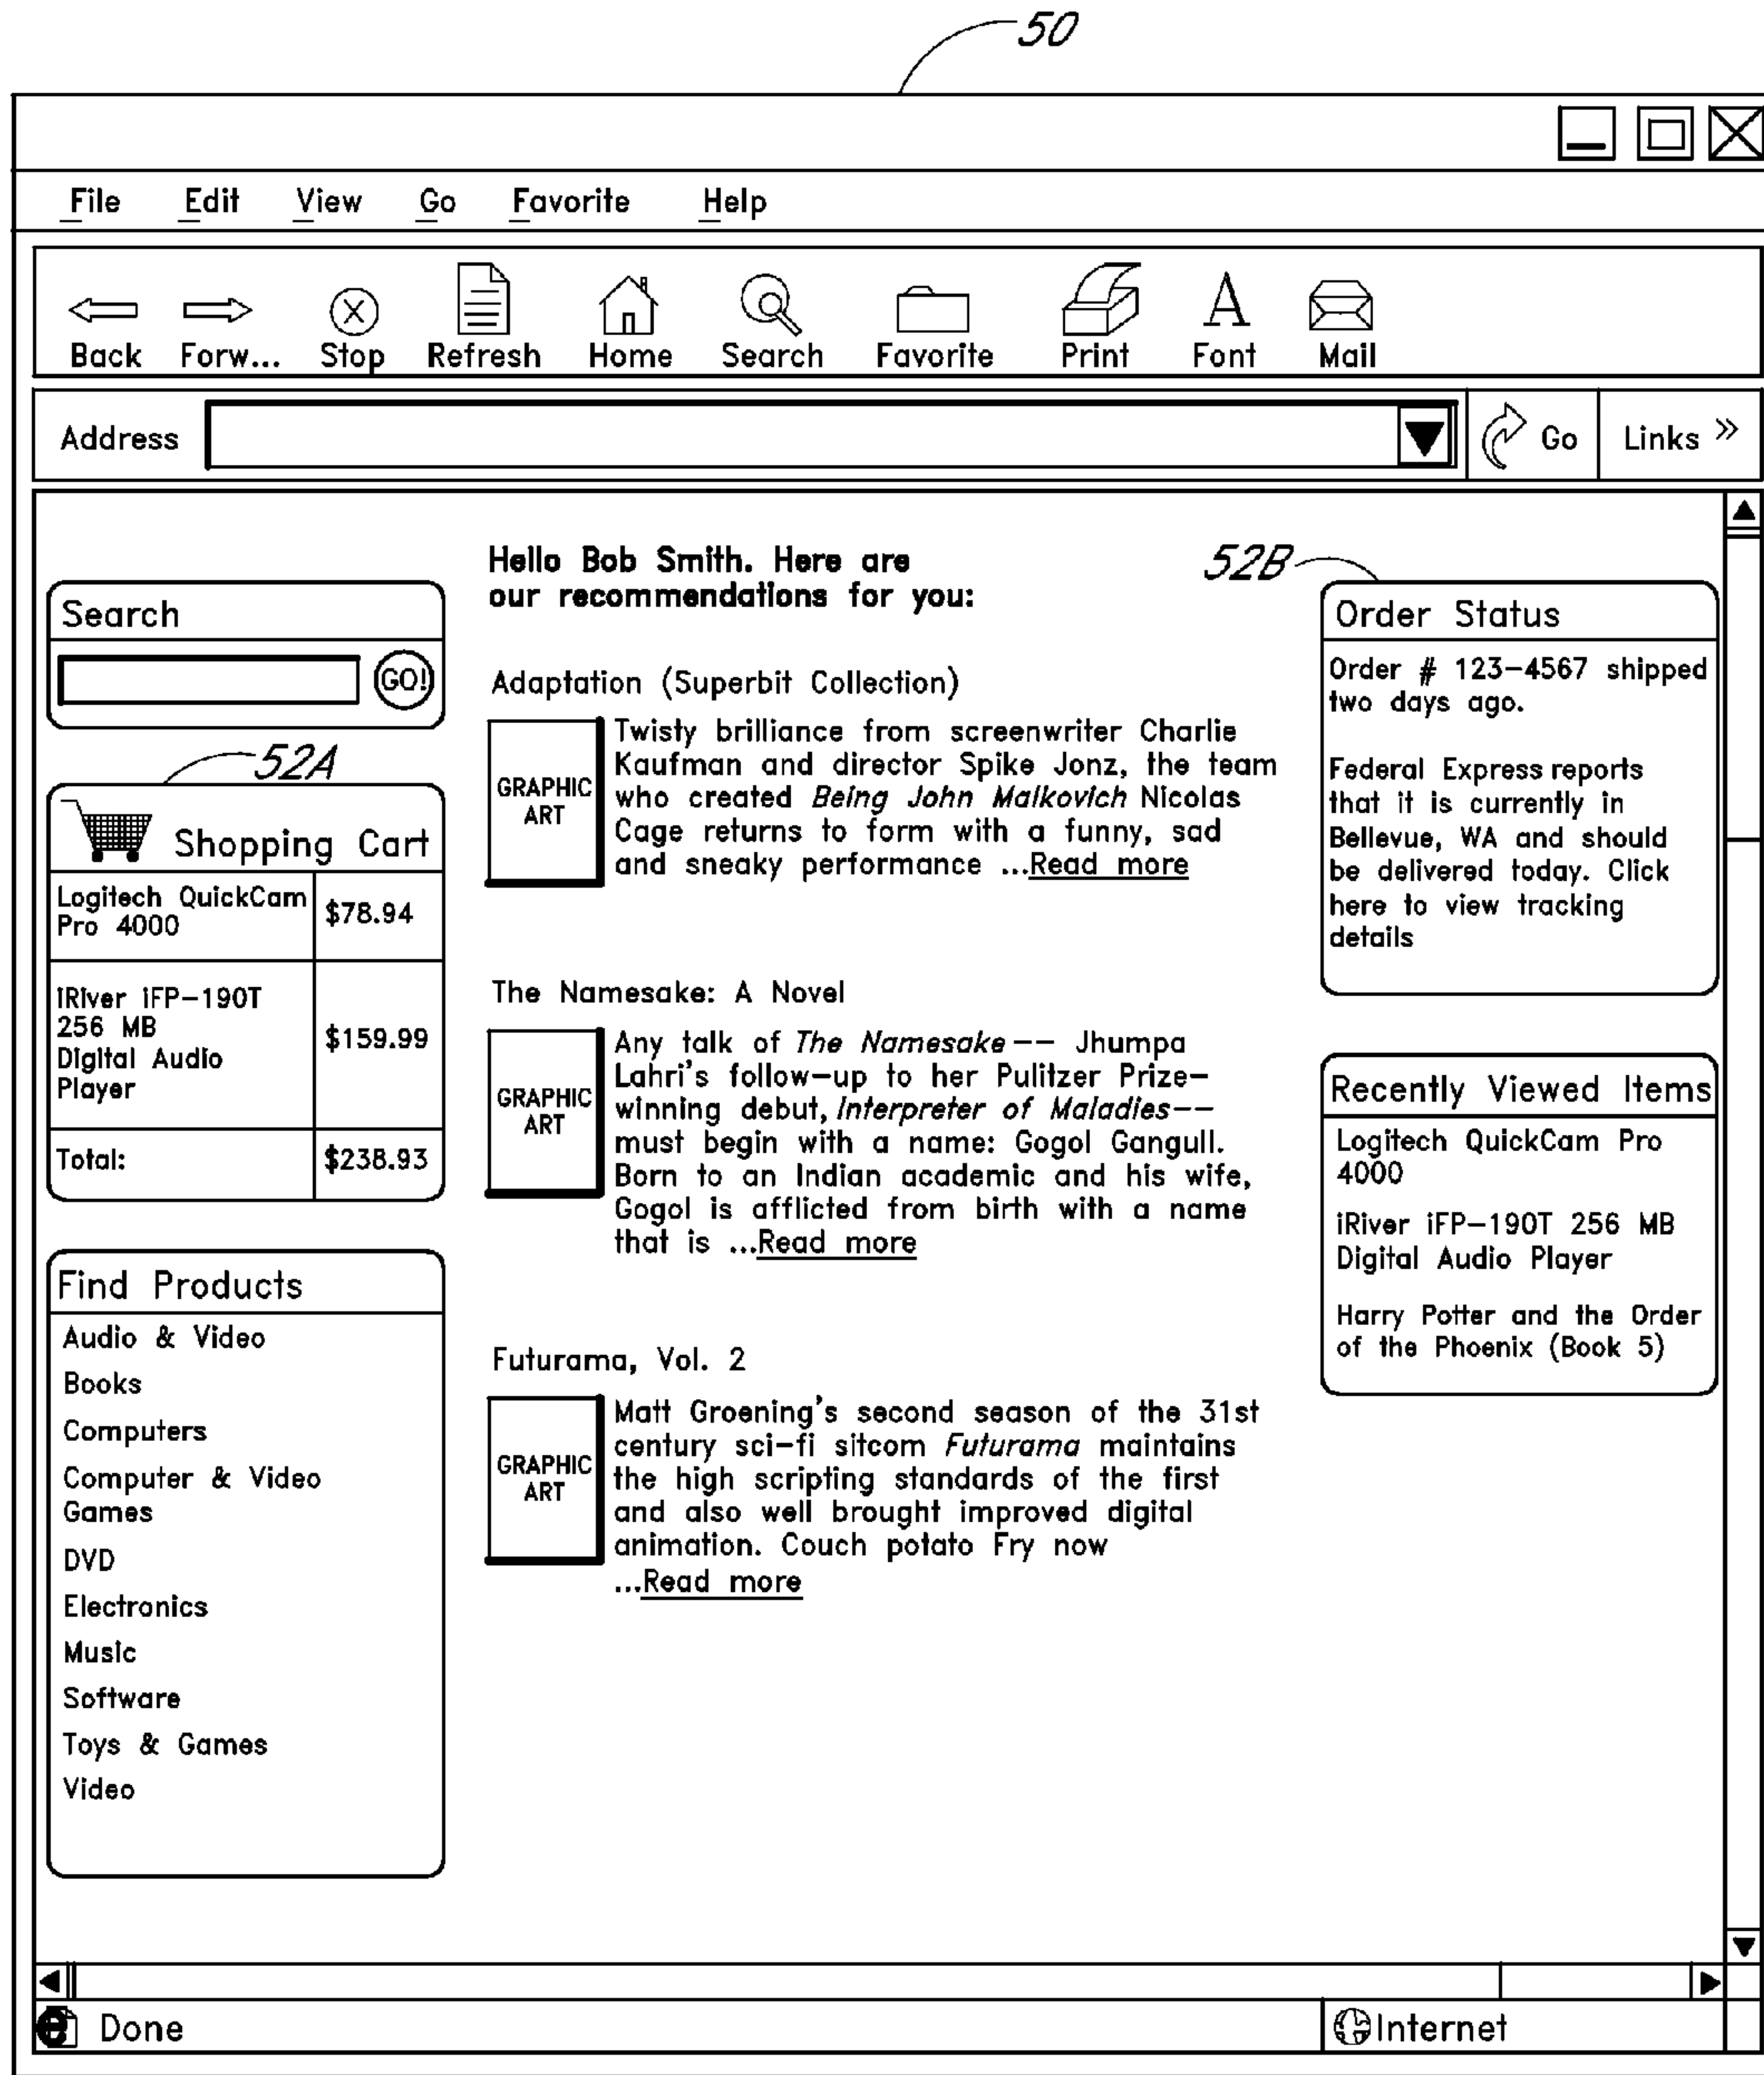 50
File Edit View Go Favorite Help
Back Forw... Stop Refresh Home Search Favorite Print Font Mail
Address Go Links »
Search
GO!
52A
Shopping Cart
Logitech QuickCam
Pro 4000
$78.94
iRiver iFP-190T
256 MB
Digital Audio
Player
$159.99
Total: $238.93
Find Products
Audio & Video
Books
Computers
Computer & Video
Games
DVD
Electronics
Music
Software
Toys & Games
Video
Hello Bob Smith. Here are
our recommendations for you:
Adaptation (Superbit Collection)
GRAPHIC
ART
Twisty brilliance from screenwriter Charlie
Kaufman and director Spike Jonz, the team
who created Being John Malkovich Nicolas
Cage returns to form with a funny, sad
and sneaky performance ...Read more
The Namesake: A Novel
GRAPHIC
ART
Any talk of The Namesake-- Jhumpa
Lahri's follow-up to her Pulitzer Prize-
winning debut, Interpreter of Maladies--
must begin with a name: Gogol Gangull.
Born to an Indian academic and his wife,
Gogol is afflicted from birth with a name
that is ...Read more
Futurama, Vol. 2
GRAPHIC
ART
Matt Groening's second season of the 31st
century sci-fi sitcom Futurama maintains
the high scripting standards of the first
and also well brought improved digital
animation. Couch potato Fry now
...Read more
52B
Order Status
Order # 123-4567 shipped
two days ago.
Federal Express reports
that it is currently in
Bellevue, WA and should
be delivered today. Click
here to view tracking
details
Recently Viewed Items
Logitech QuickCam Pro
4000
iRiver iFP-190T 256 MB
Digital Audio Player
Harry Potter and the Order
of the Phoenix (Book 5)
Done
Internet